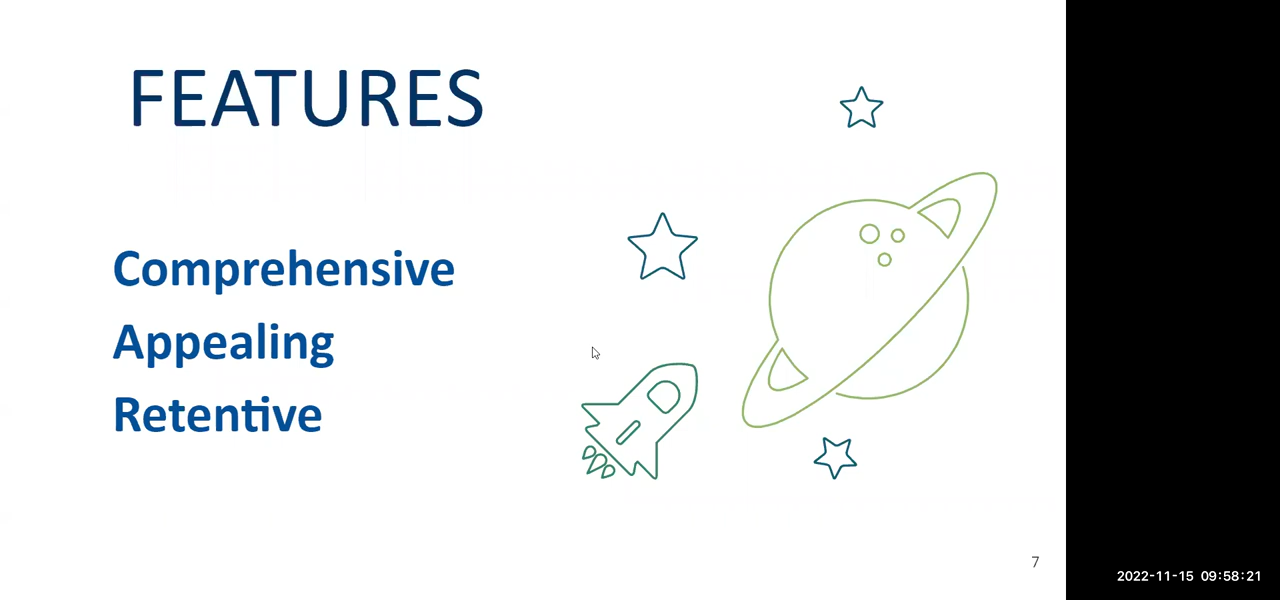 FEATURES
Comprehensive
Appealing
Retentive
7
2022-11-15 09:58:21